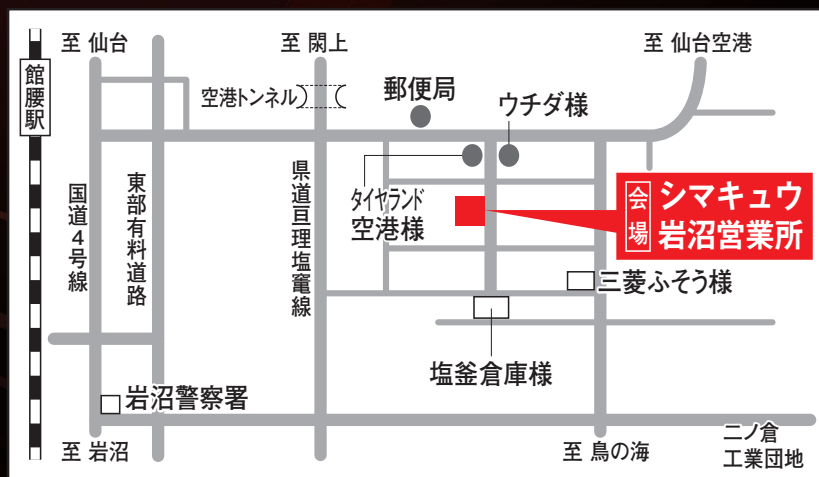 至 仙台
至 閖上
至 仙台空港
館腰駅
空港トンネル
郵便局
ウチダ様
国道4号線
東部有料道路
県道亘理塩竈線
タイヤランド
空港様
会場
シマキュウ
岩沼営業所
三菱ふそう様
塩釜倉庫様
岩沼警察署
至 岩沼
至 鳥の海
二ノ倉
工業団地